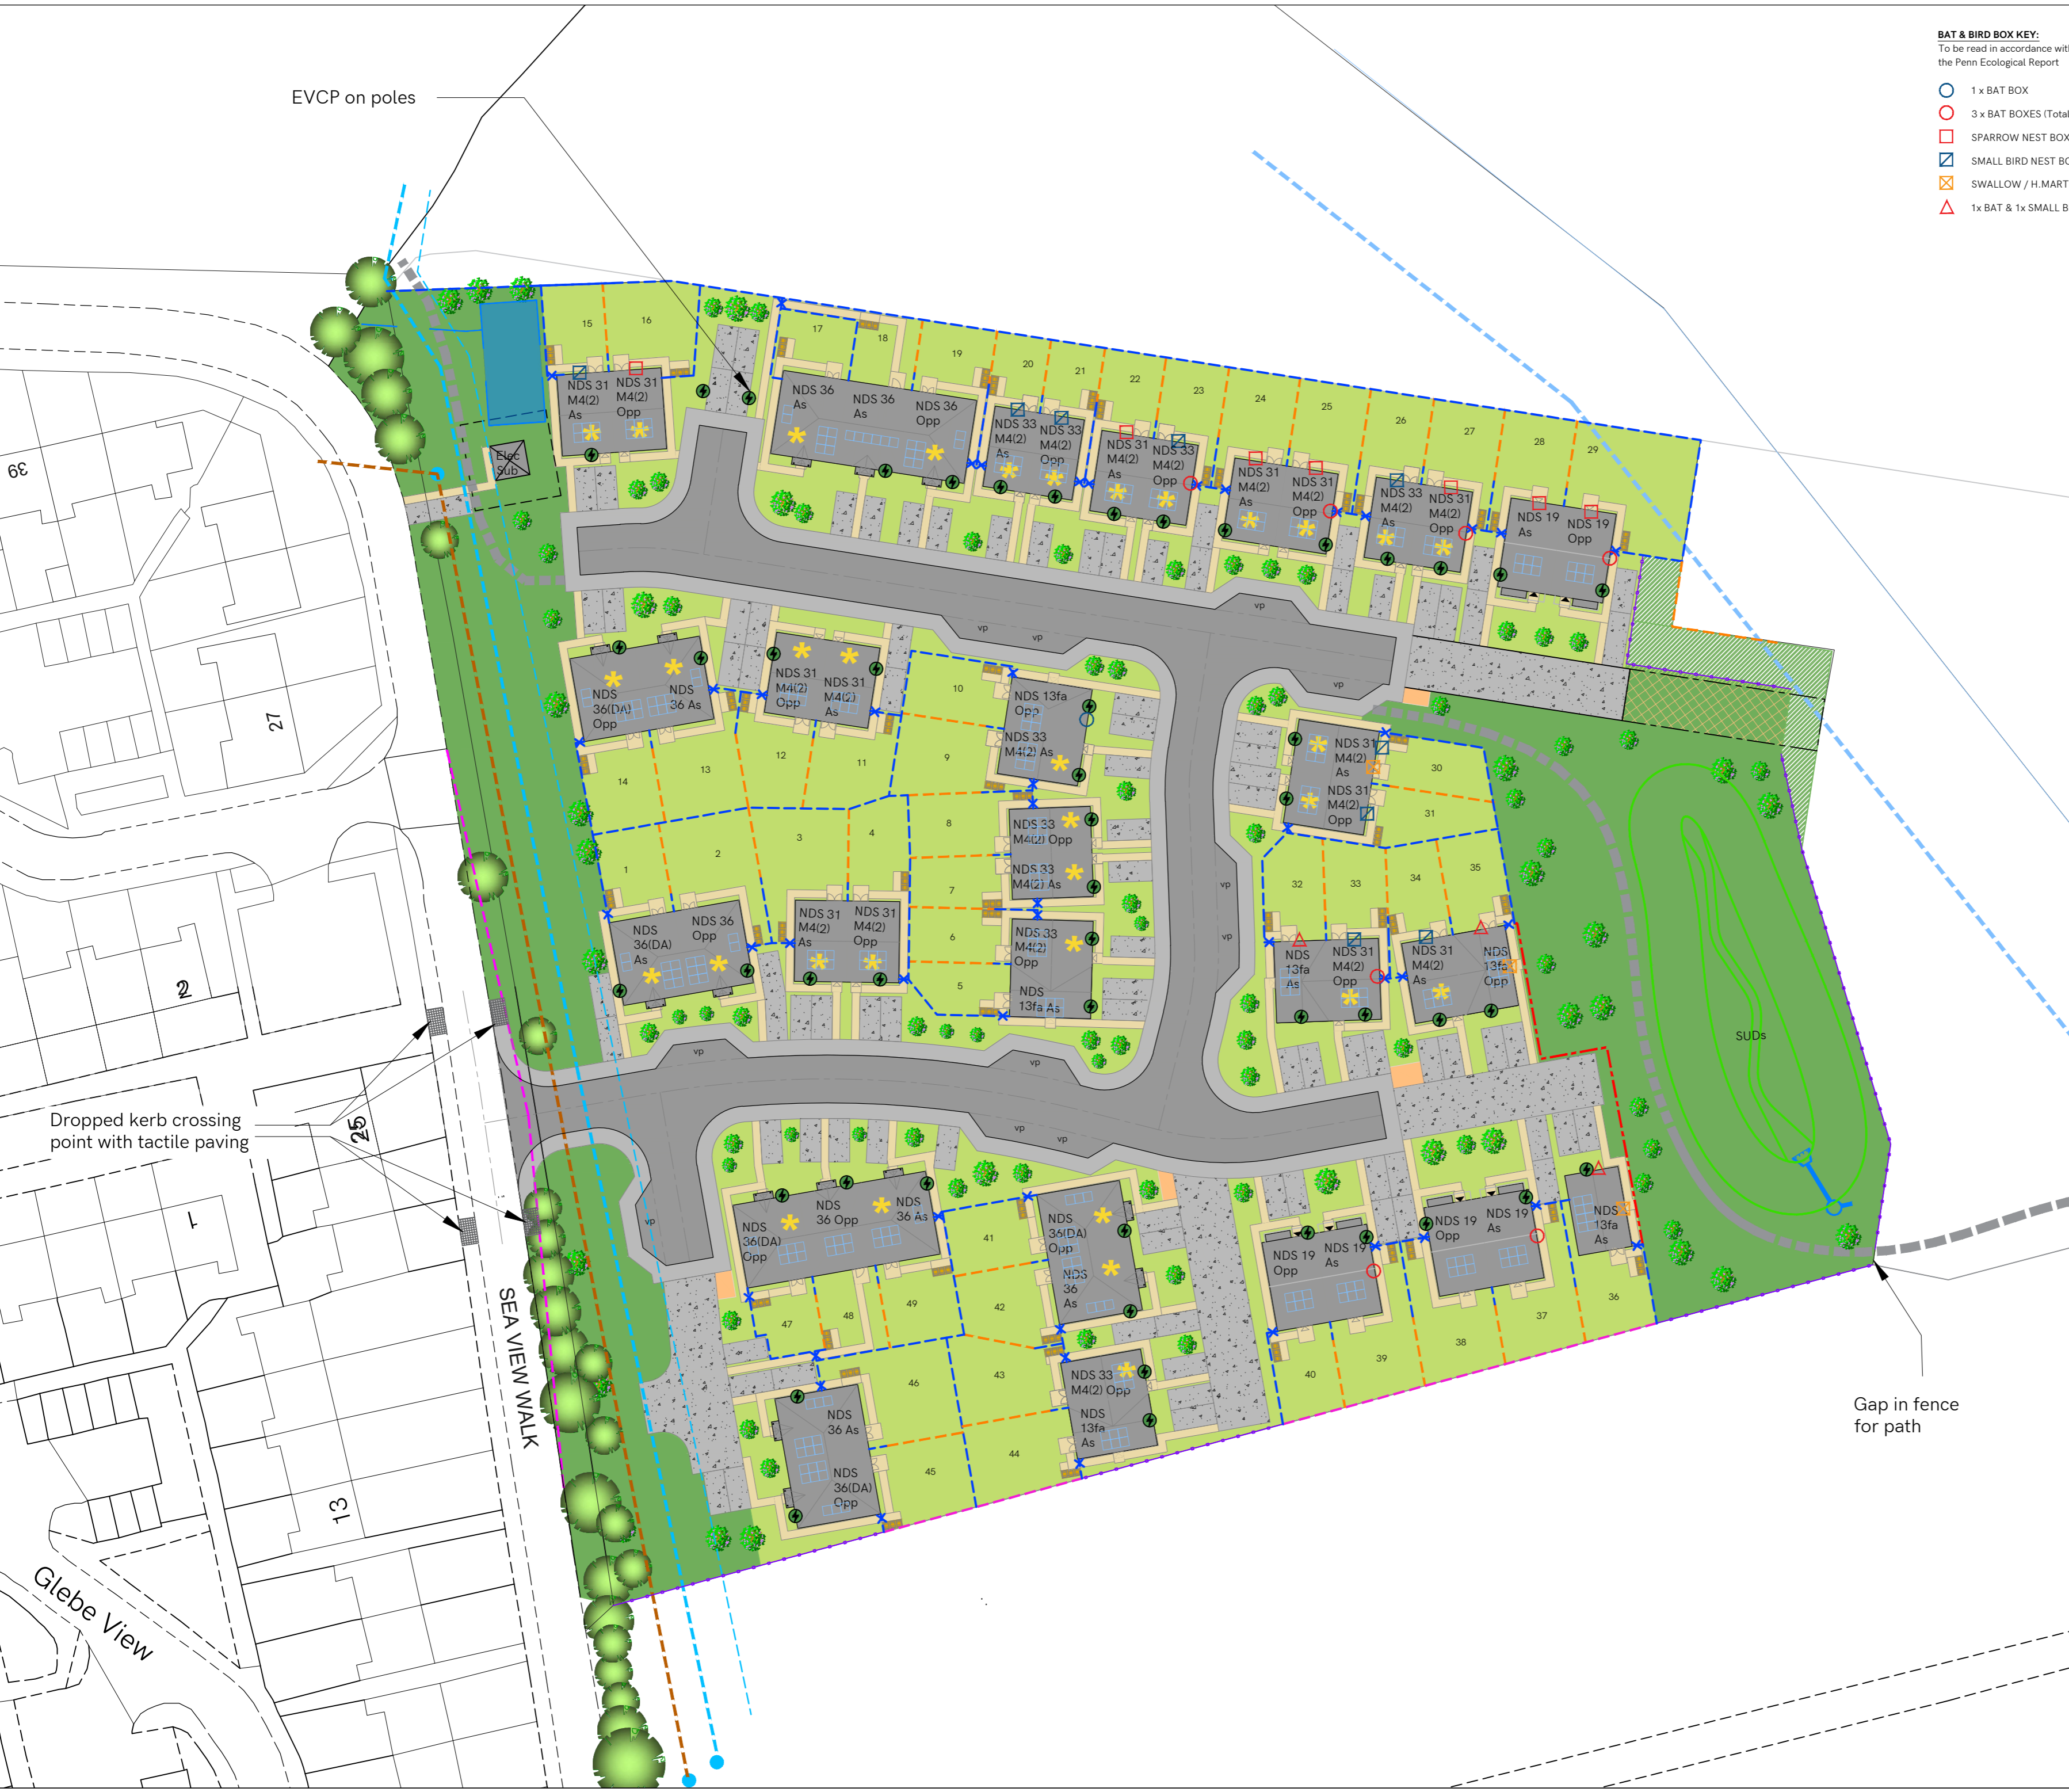 BAT & BIRD BOX KEY:
To be read in accordance wit
the Penn Ecological Report
1 x BAT BOX
3 x BAT BOXES (Total
SPARROW NEST BOX
SMALL BIRD NEST BO
SWALLOW / H.MART
1x BAT & 1x SMALL B
EVCP on poles
15
16
17
18
19
20
21
22
23
24
25
26
27
28
29
NDS 31
M4(2)
As
NDS 31
M4(2)
Opp
NDS 36
As
NDS 36
As
NDS 36
Opp
NDS 33
M4(2)
As
NDS 33
M4(2)
Opp
NDS 31
M4(2)
As
NDS 33
M4(2)
Opp
NDS 31
M4(2)
As
NDS 31
M4(2)
Opp
NDS 33
M4(2)
As
NDS 31
M4(2)
Opp
NDS 19
As
NDS 19
Opp
Elec
Sub
39
27
vp
vp
vp
vp
NDS
36(DA)
Opp
NDS
36 As
NDS 31
M4(2)
Opp
NDS 31
M4(2)
As
10
NDS 13fa
Opp
NDS 33
M4(2) As
14
13
12
11
9
NDS 31
M4(2)
As
NDS 31
M4(2)
Opp
30
31
1
2
3
4
8
NDS 33
M4(2) Opp
NDS 33
M4(2) As
7
6
5
NDS 33
M4(2)
Opp
NDS
13fa As
vp
vp
32
33
34
35
NDS
36(DA)
As
NDS 36
Opp
NDS 31
M4(2)
As
NDS 31
M4(2)
Opp
NDS
13fa
As
NDS 31
M4(2)
Opp
NDS 31
M4(2)
As
NDS
13fa
Opp
SUDs
2
vp
vp
vp
vp
vp
Dropped kerb crossing
point with tactile paving
25
1
NDS
36(DA)
Opp
NDS
36 Opp
NDS
36 As
41
NDS
36(DA)
Opp
NDS
36
As
NDS 19
Opp
NDS 19
As
NDS 19
Opp
NDS 19
As
NDS
13fa
As
47
48
49
42
40
39
38
37
36
46
43
NDS 33
M4(2) Opp
NDS
13fa
As
NDS
36 As
NDS
36(DA)
Opp
45
44
Gap in fence
for path
SEA VIEW WALK
13
Glebe View